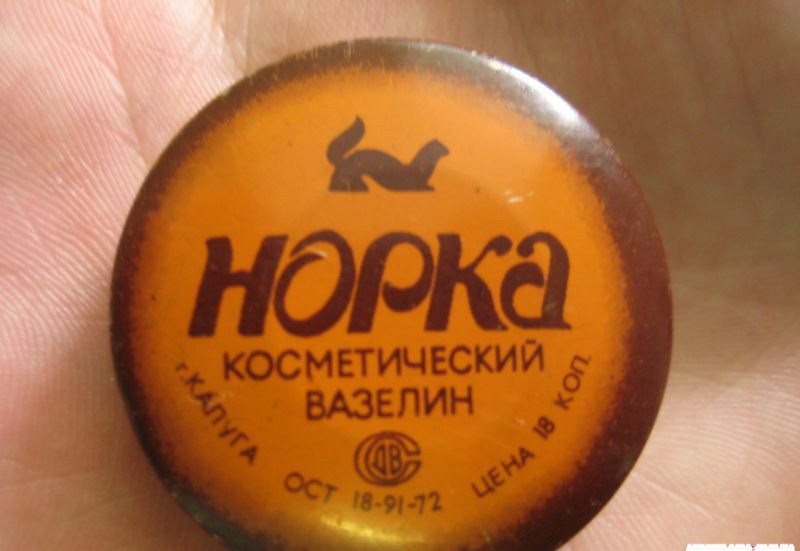 НОРКА
КОСМЕТИЧЕСКИЙ
ВАЗЕЛИН
г. КАЛУГА
ОСТ 18-91-72
ЦЕНА 18 КОП.